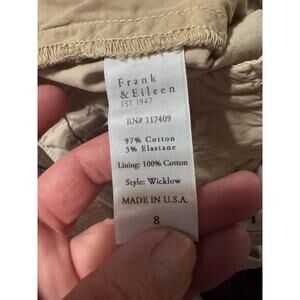 Frank
& Eileen
EST 1947
RN# 117409
97% Cotton
3% Elastane
Lining: 100% Cotton
Style: Wicklow
MADE IN U.S.A.
8